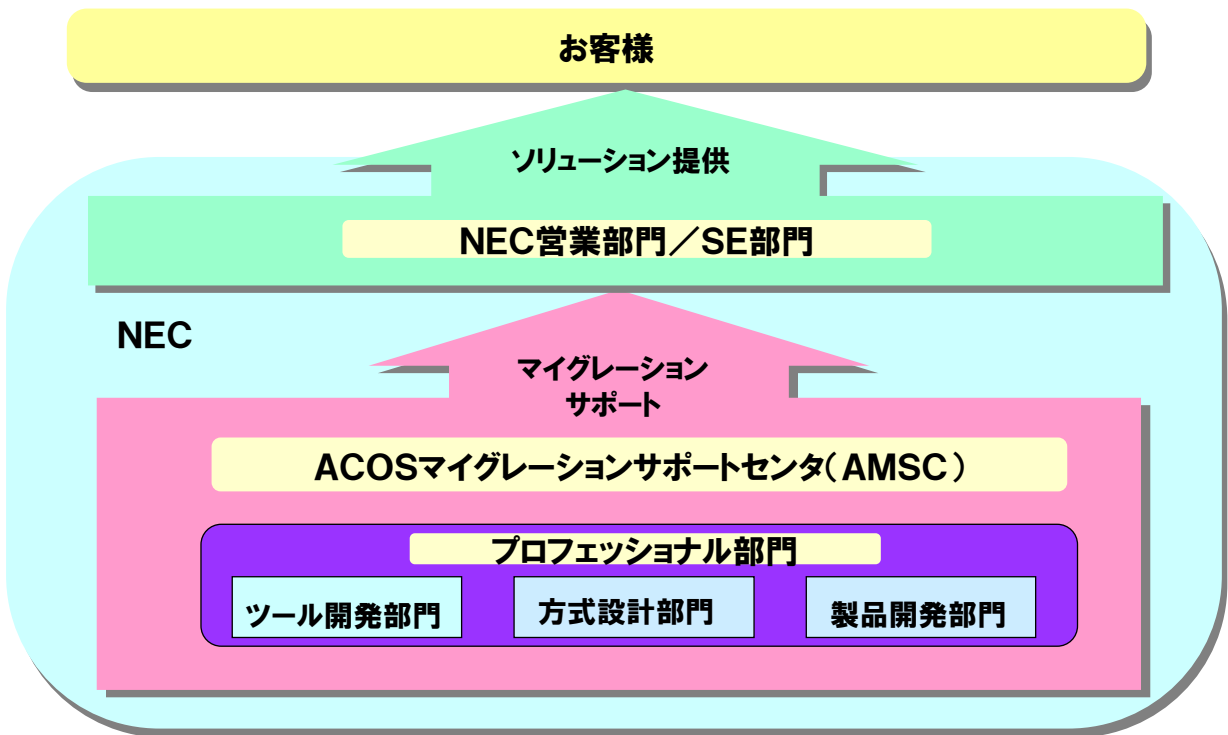 お客様
ソリューション提供
NEC営業部門／SE部門
NEC
マイグレーション
サポート
ACOSマイグレーションサポートセンタ（AMSC）
プロフェッショナル部門
ツール開発部門
方式設計部門
製品開発部門